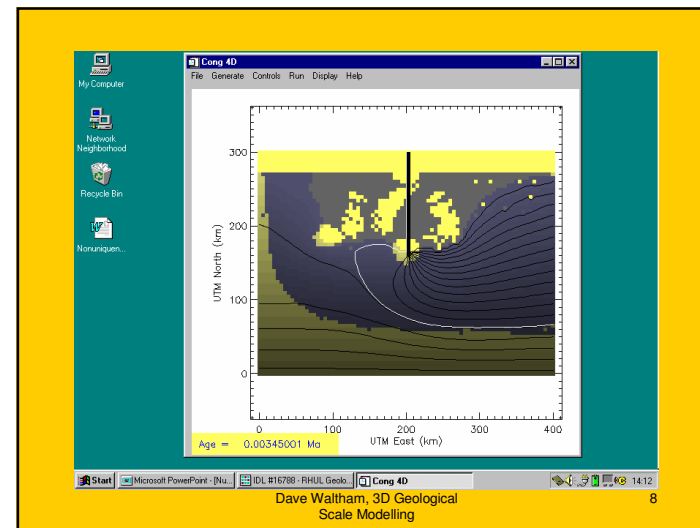 My Computer
Network
Neighborhood
Recycle Bin
Nonuniquen...
Cong 4D
File Generate Controls Run Display Help
300
200
100
0
UTM North (km)
0 100 200 300 400
UTM East (km)
Age = 0.00345001 Ma
Start Microsoft PowerPoint - [Nu... IDL #16788 - RHUL Geolo... Cong 4D 14:12
Dave Waltham, 3D Geological
Scale Modelling
8